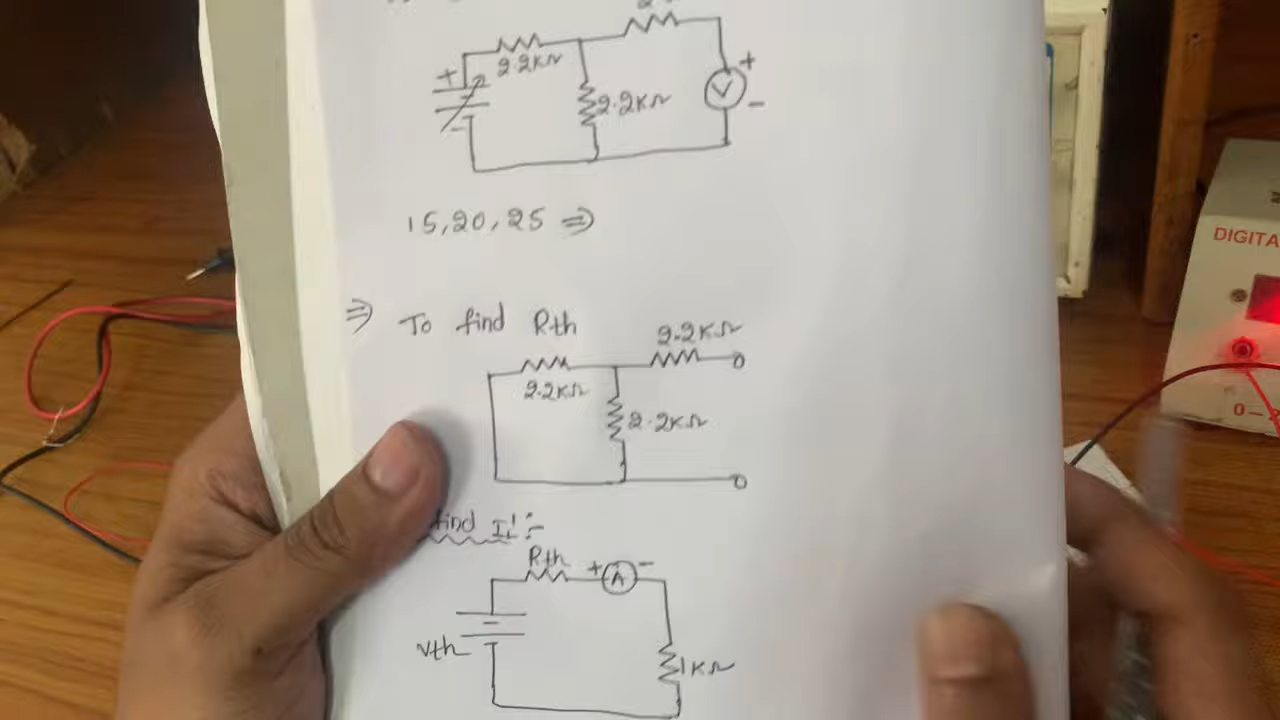 2.2KΩ
+
2.2KΩ
V
+
-
15,20,25 ⇒
⇒ To find Rth
2.2KΩ
2.2KΩ
2.2KΩ
find IL' :-
Rth
+ A -
Vth
1KΩ
DIGITA
0-